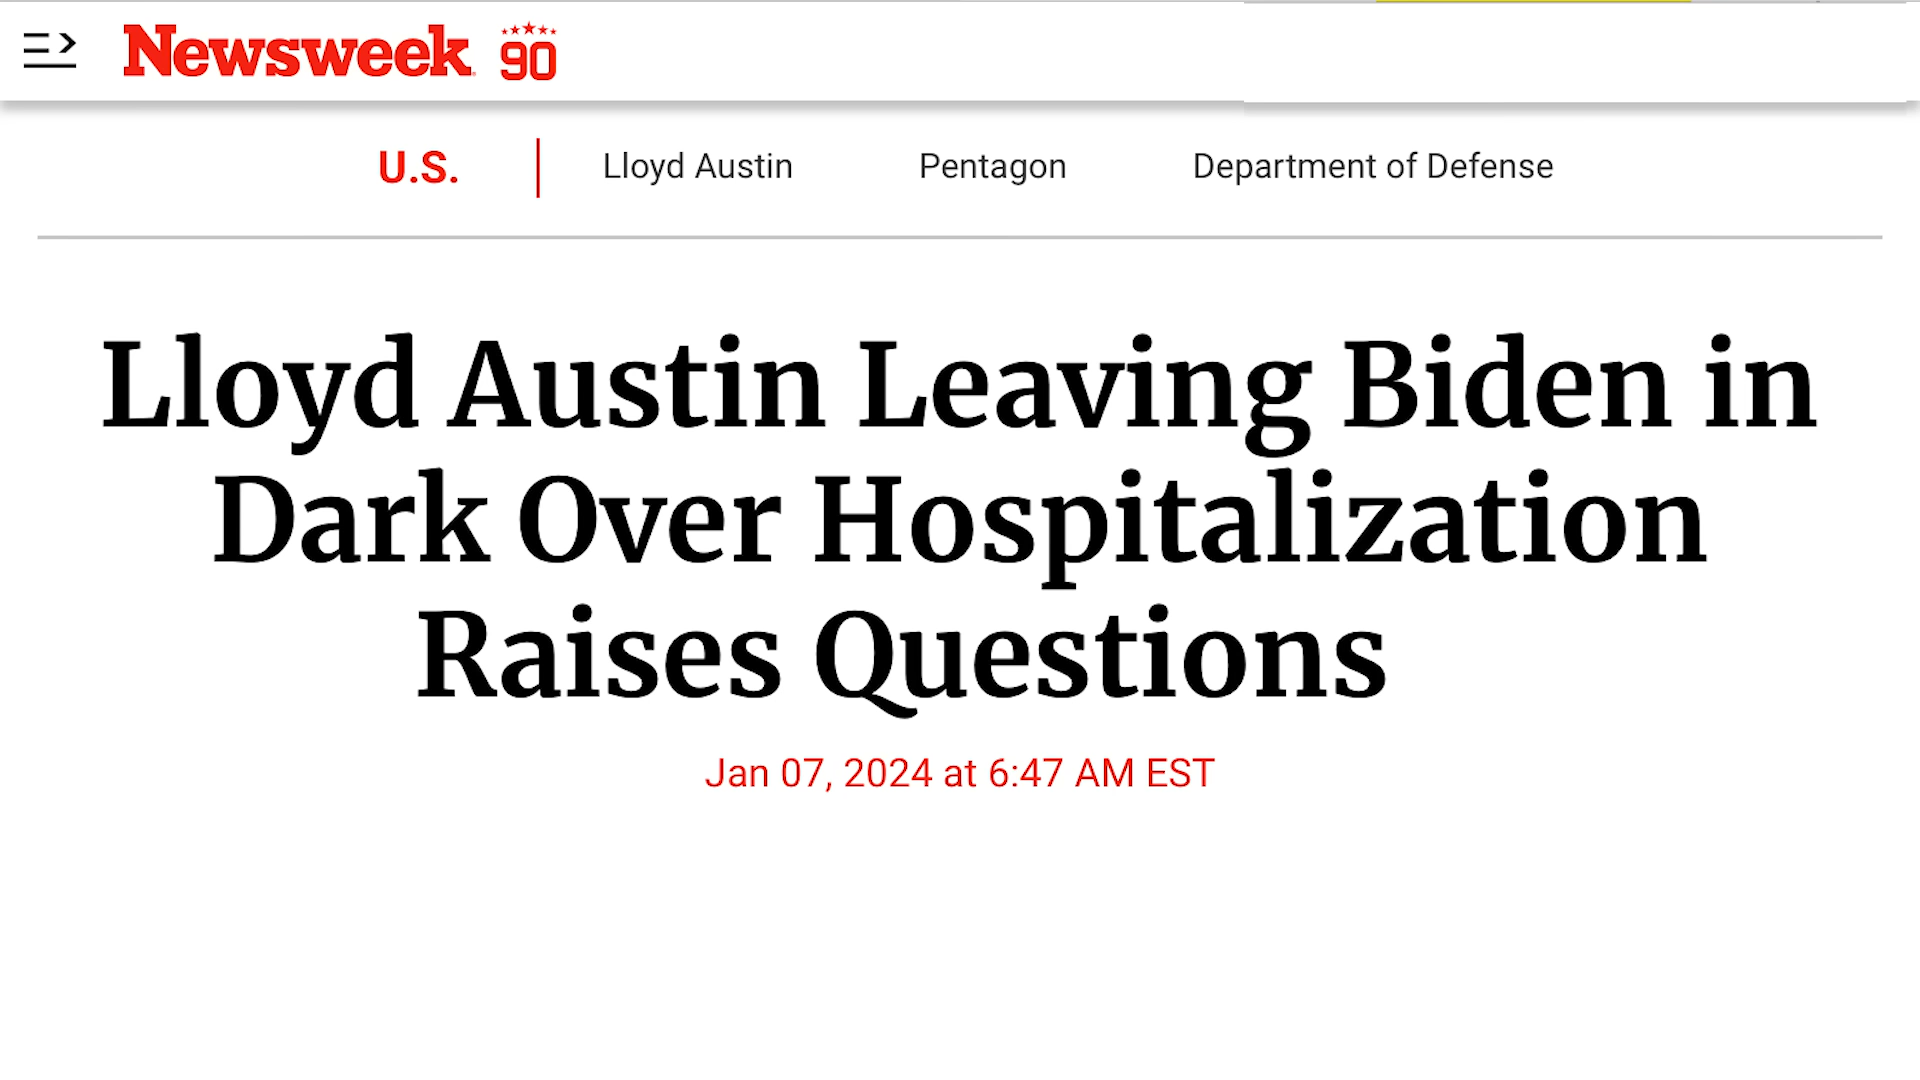 Newsweek 90
U.S. Lloyd Austin Pentagon Department of Defense
Lloyd Austin Leaving Biden in
Dark Over Hospitalization
Raises Questions
Jan 07, 2024 at 6:47 AM EST